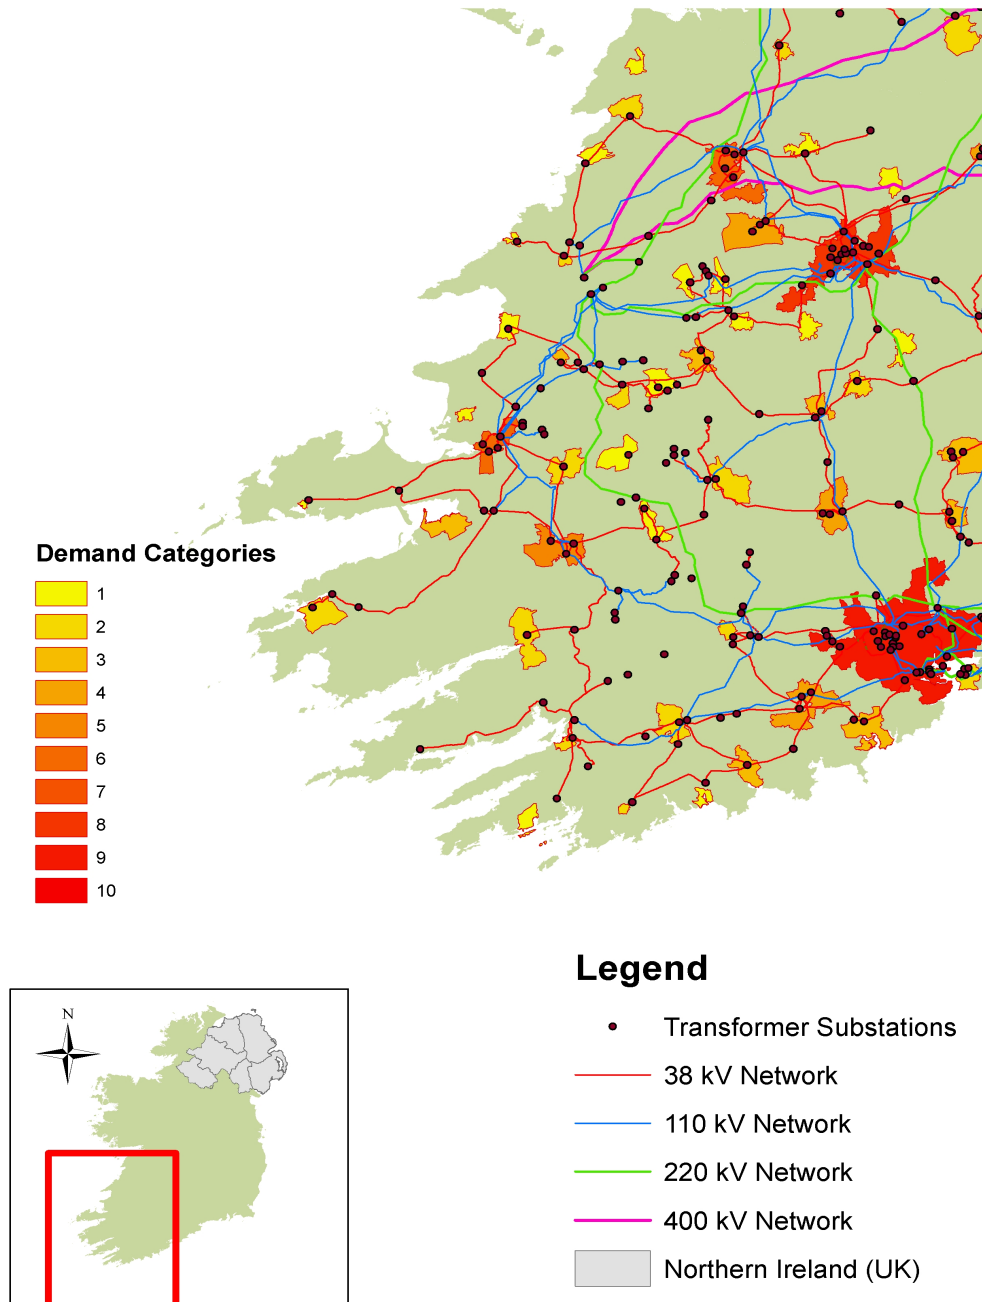 Demand Categories
1
2
3
4
5
6
7
8
9
10
N
Legend
Transformer Substations
38 kV Network
110 kV Network
220 kV Network
400 kV Network
Northern Ireland (UK)